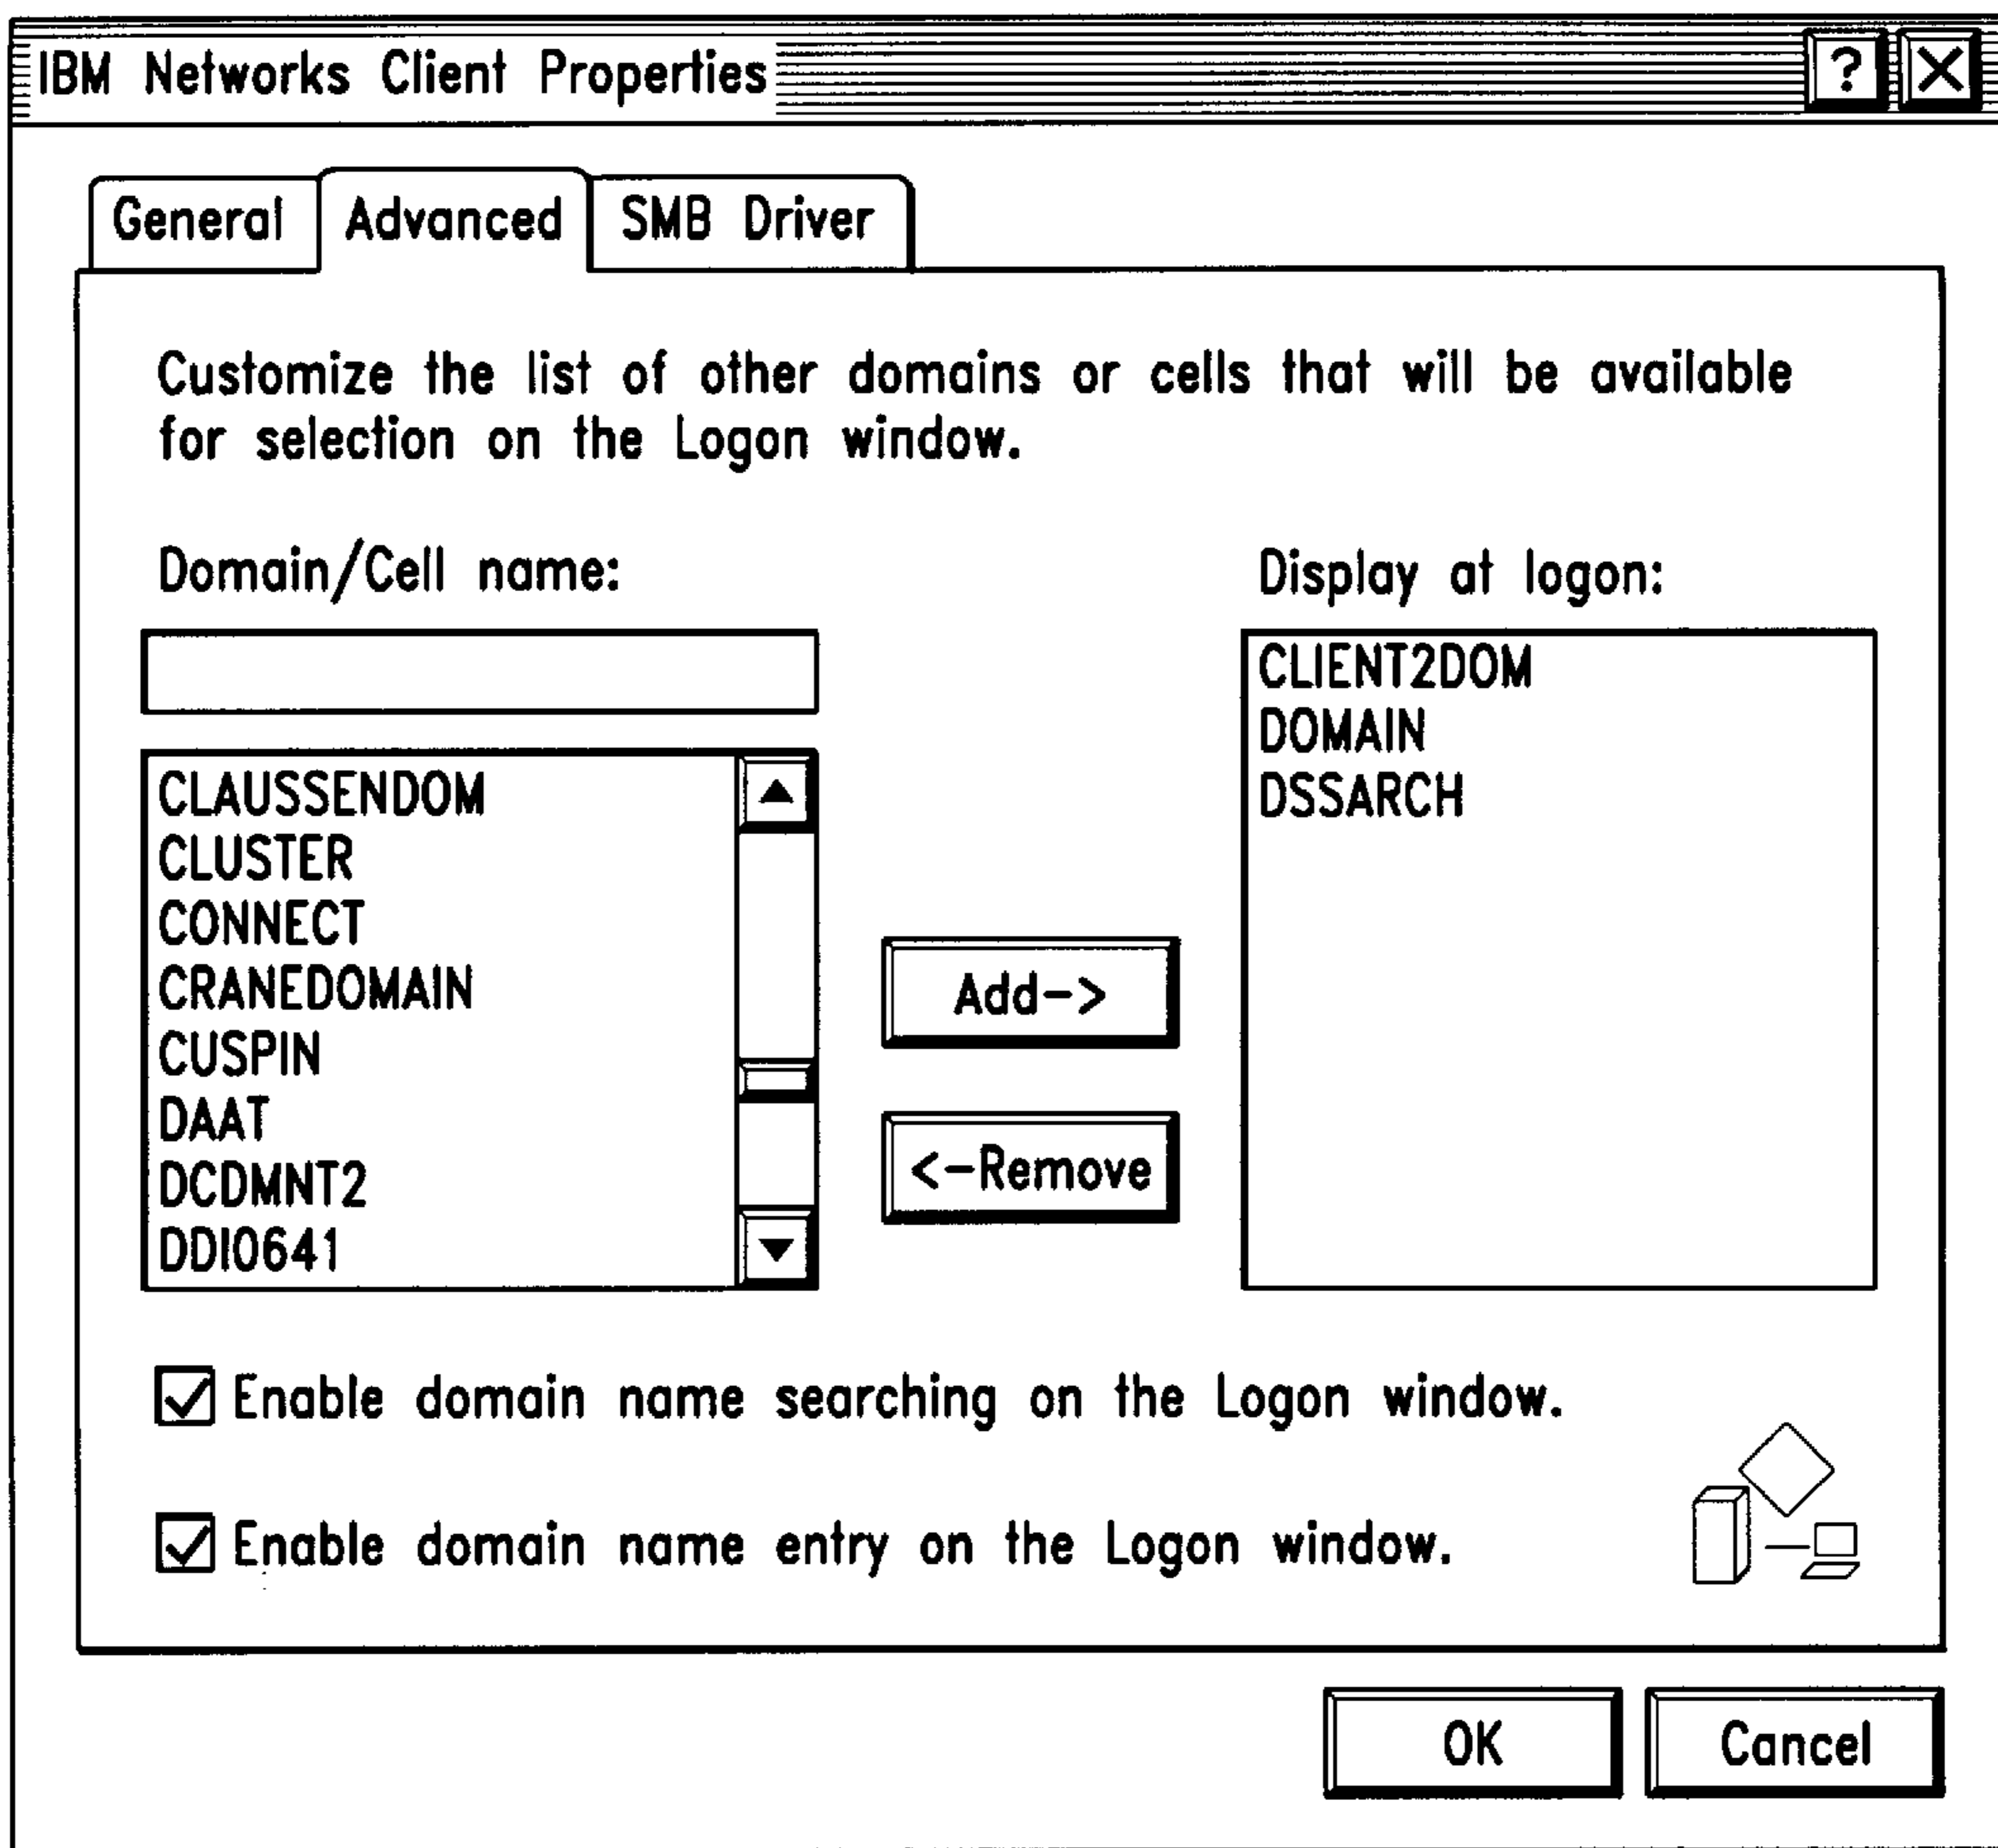 IBM Networks Client Properties ? X
General Advanced SMB Driver
Customize the list of other domains or cells that will be available
for selection on the Logon window.
Domain/Cell name:
CLAUSSENDOM
CLUSTER
CONNECT
CRANEDOMAIN
CUSPIN
DAAT
DCDMNT2
DDI0641
Add->
<-Remove
Display at logon:
CLIENT2DOM
DOMAIN
DSSARCH
Enable domain name searching on the Logon window.
Enable domain name entry on the Logon window.
OK Cancel